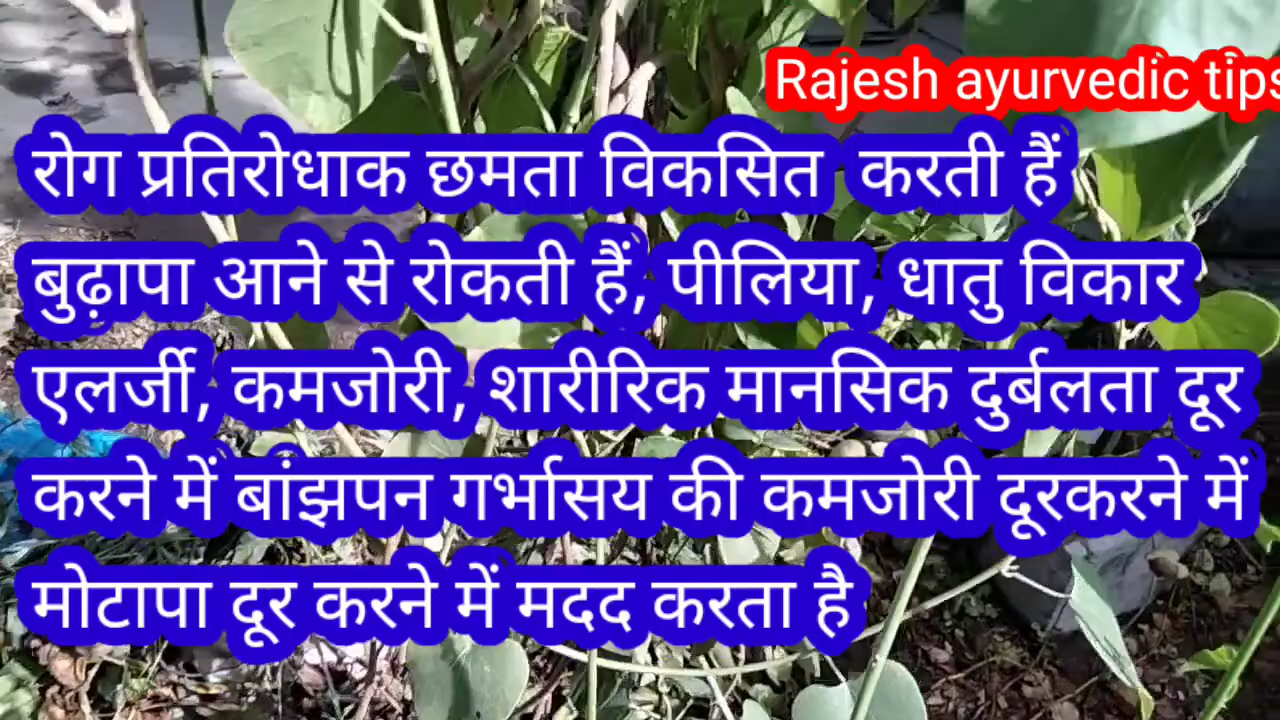 Rajesh ayurvedic tips
रोग प्रतिरोधाक छमता विकसित करती हैं
बुढ़ापा आने से रोकती हैं, पीलिया, धातु विकार
एलर्जी, कमजोरी, शारीरिक मानसिक दुर्बलता दूर
करने में बांझपन गर्भासय की कमजोरी दूरकरने में
मोटापा दूर करने में मदद करता है